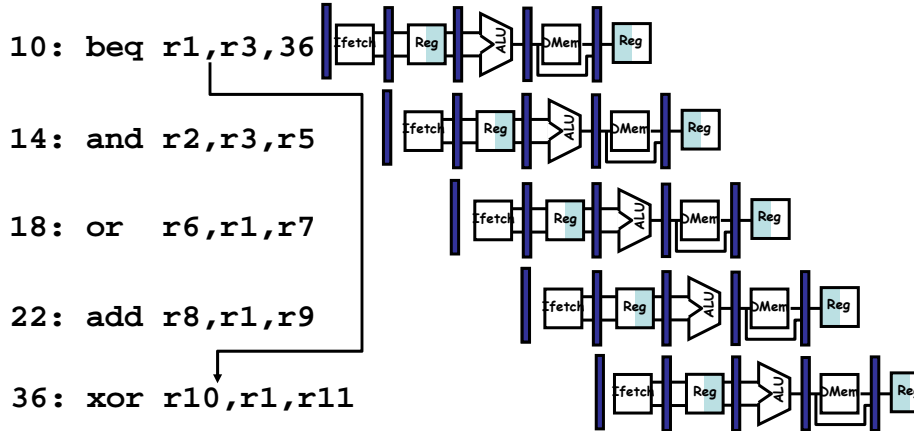 10: beq r1,r3,36 Ifetch Reg ALU DMem Reg
14: and r2,r3,r5 Ifetch Reg ALU DMem Reg
18: or r6,r1,r7 Ifetch Reg ALU DMem Reg
22: add r8,r1,r9 Ifetch Reg ALU DMem Reg
36: xor r10,r1,r11 Ifetch Reg ALU DMem Reg